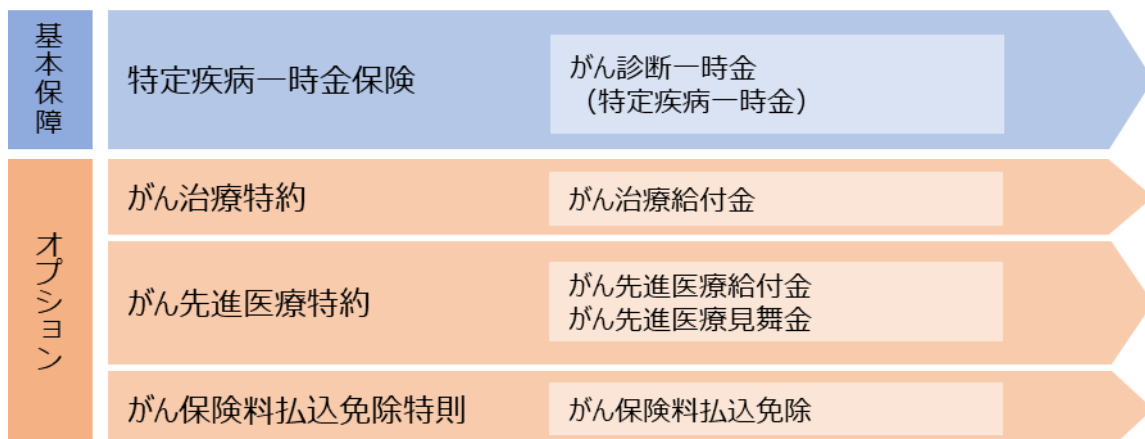 基本保障
特定疾病一時金保険
がん診断一時金
（特定疾病一時金）
オプション
がん治療特約
がん治療給付金
がん先進医療特約
がん先進医療給付金
がん先進医療見舞金
がん保険料払込免除特則
がん保険料払込免除